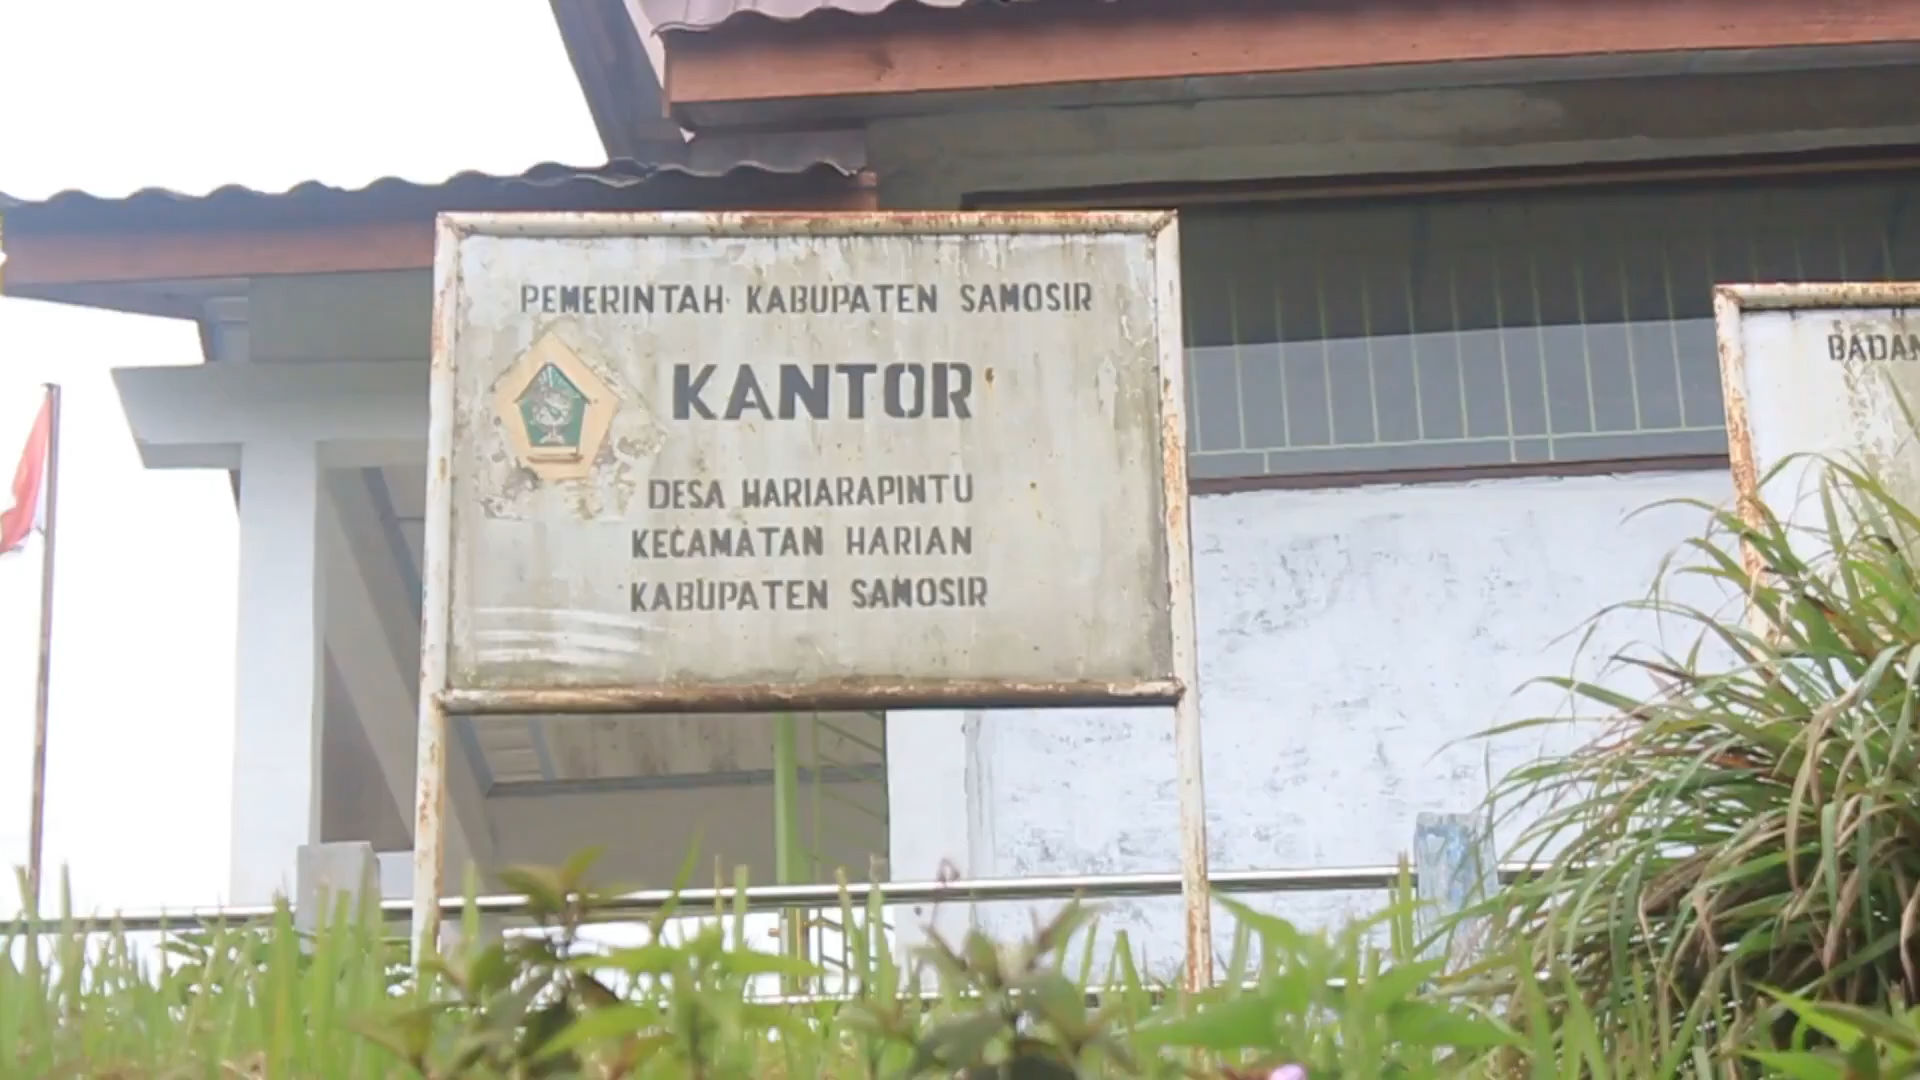 PEMERINTAH KABUPATEN SAMOSIR
KANTOR
DESA HARIARAPINTU
KECAMATAN HARIAN
KABUPATEN SAMOSIR
BADAN